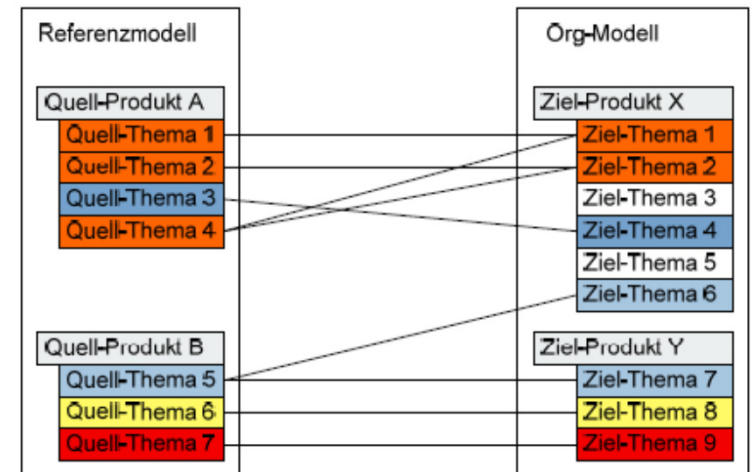 Referenzmodell
Quell-Produkt A
Quell-Thema 1
Quell-Thema 2
Quell-Thema 3
Quell-Thema 4
Quell-Produkt B
Quell-Thema 5
Quell-Thema 6
Quell-Thema 7
Örg-Modell
Ziel-Produkt X
Ziel-Thema 1
Ziel-Thema 2
Ziel-Thema 3
Ziel-Thema 4
Ziel-Thema 5
Ziel-Thema 6
Ziel-Produkt Y
Ziel-Thema 7
Ziel-Thema 8
Ziel-Thema 9